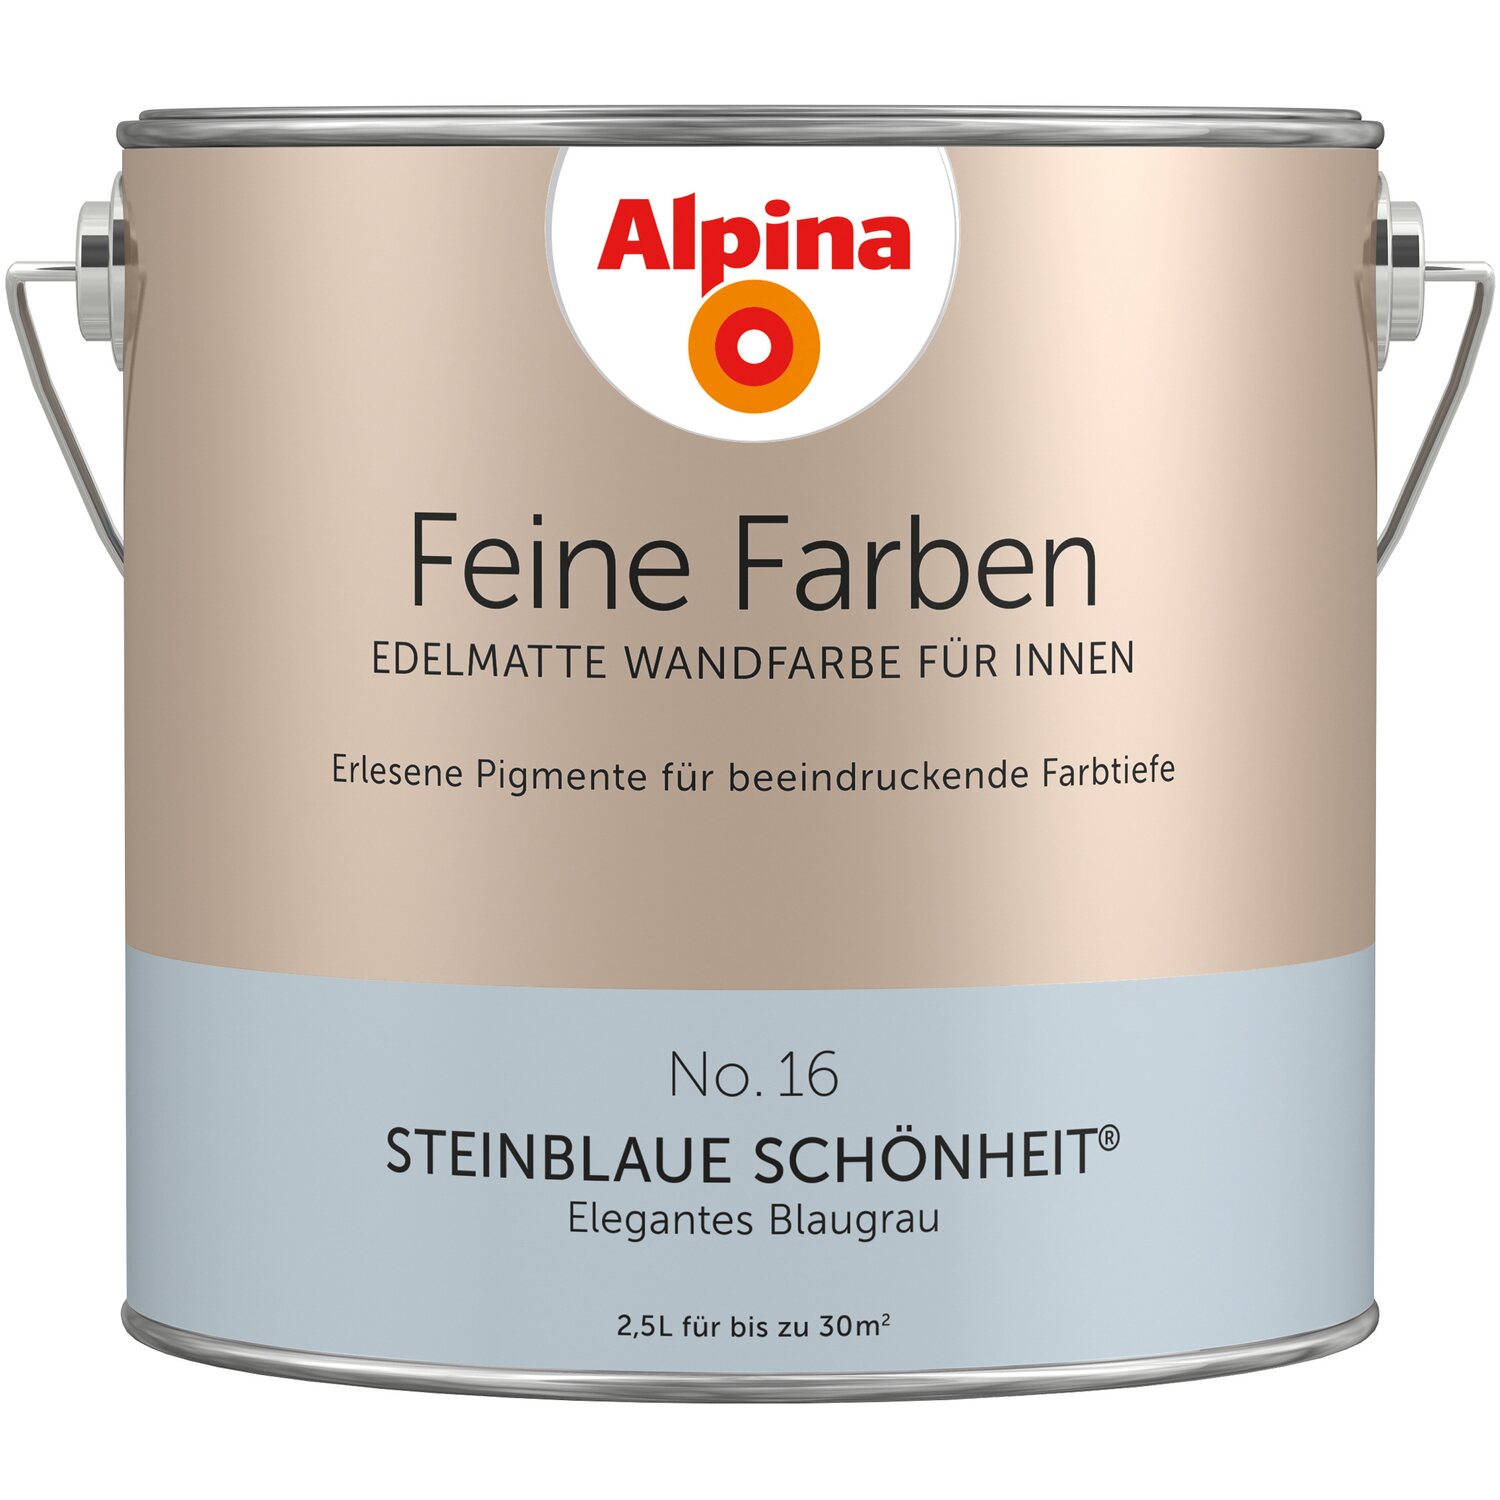 Alpina
Feine Farben
EDELMATTE WANDFARBE FÜR INNEN
Erlesene Pigmente für beeindruckende Farbtiefe
No. 16
STEINBLAUE SCHÖNHEIT®
Elegantes Blaugrau
2,5L für bis zu 30m²